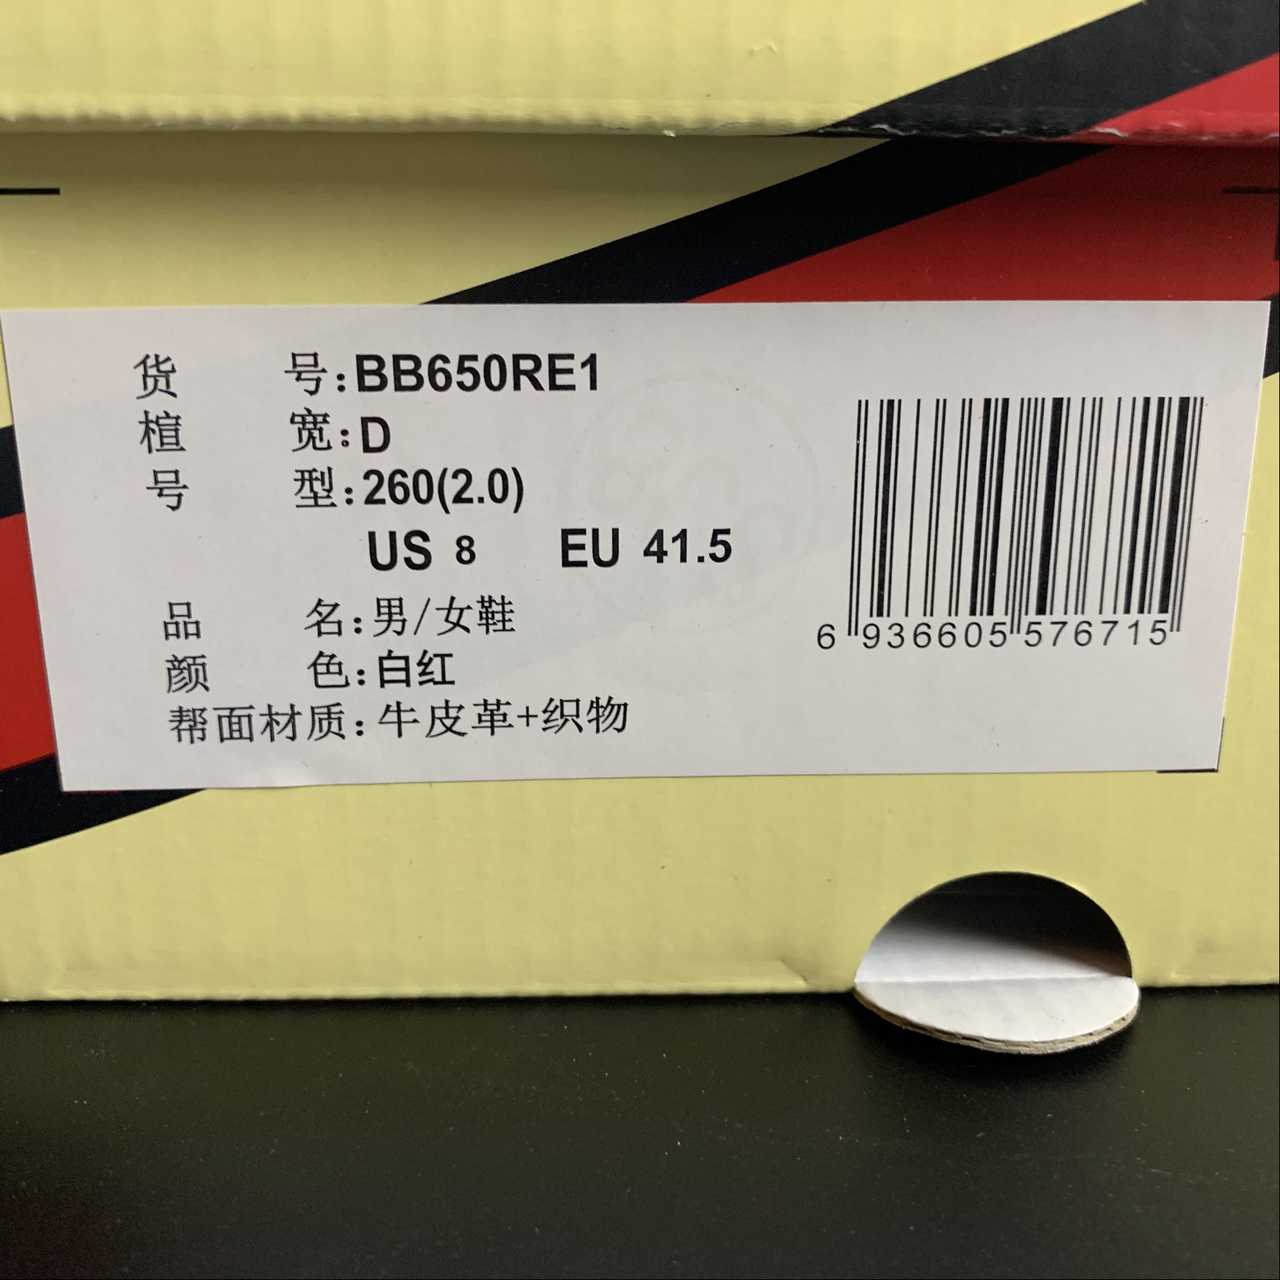 货 号:BB650RE1
楦 宽:D
号 型:260(2.0)
US 8 EU 41.5
品 名:男/女鞋
颜 色:白红
帮面材质:牛皮革+织物
6 936605 576715